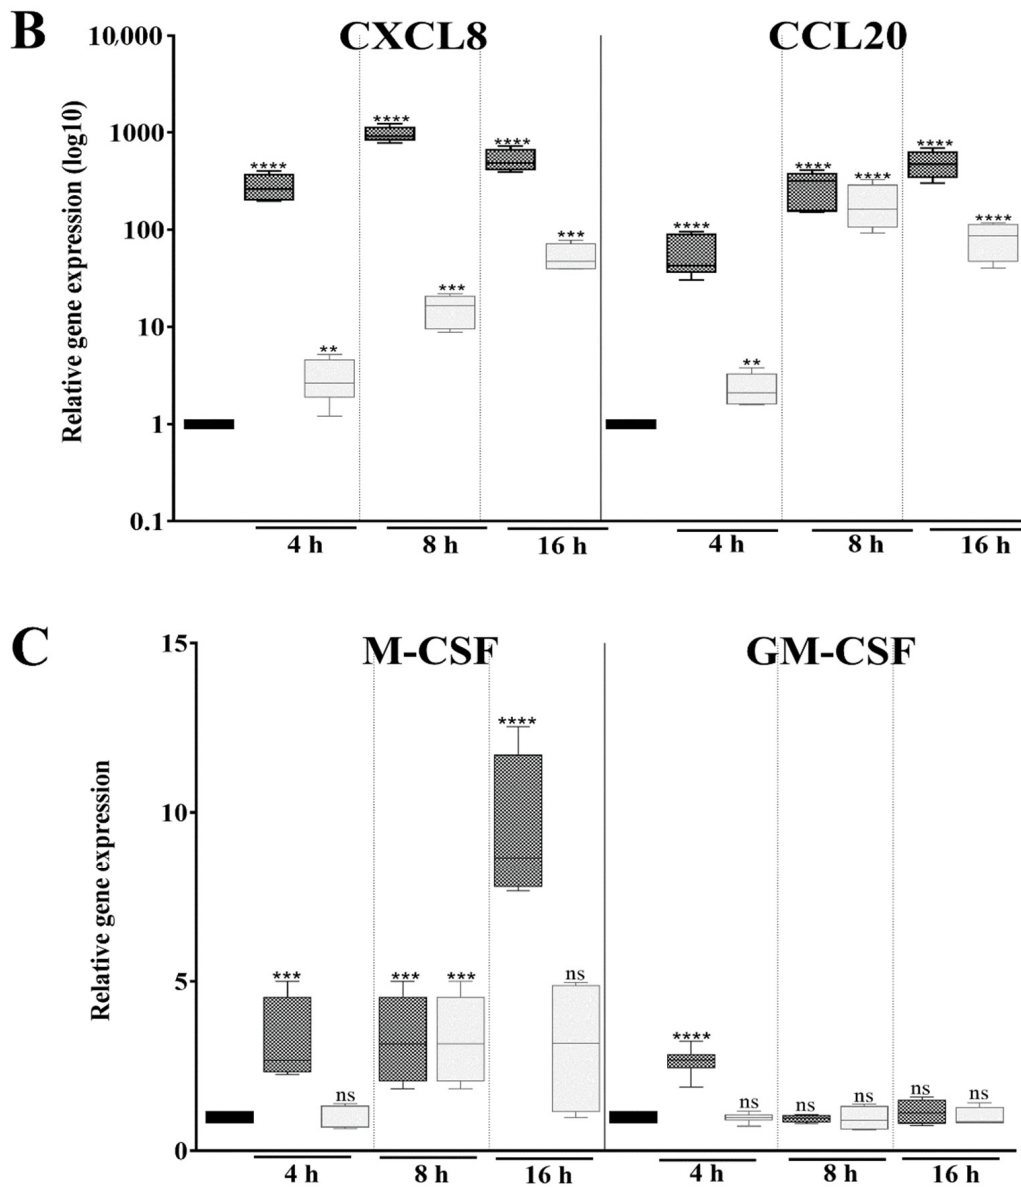 B
CXCL8 CCL20
Relative gene expression (log10)
10,000
1000
100
10
1
0.1
**** ** **** *** **** *** **** ** **** **** **** ****
4 h 8 h 16 h 4 h 8 h 16 h
C
M-CSF GM-CSF
Relative gene expression
15
10
5
0
*** ns *** *** **** ns **** ns ns ns ns ns
4 h 8 h 16 h 4 h 8 h 16 h